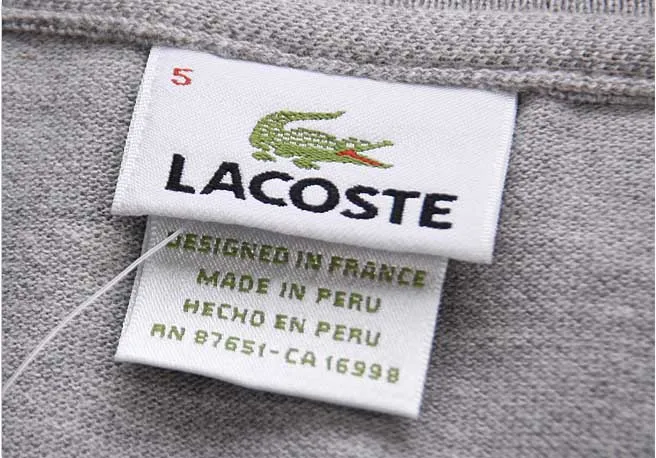 5
LACOSTE
DESIGNED IN FRANCE
MADE IN PERU
HECHO EN PERU
RN 87651-CA 16998